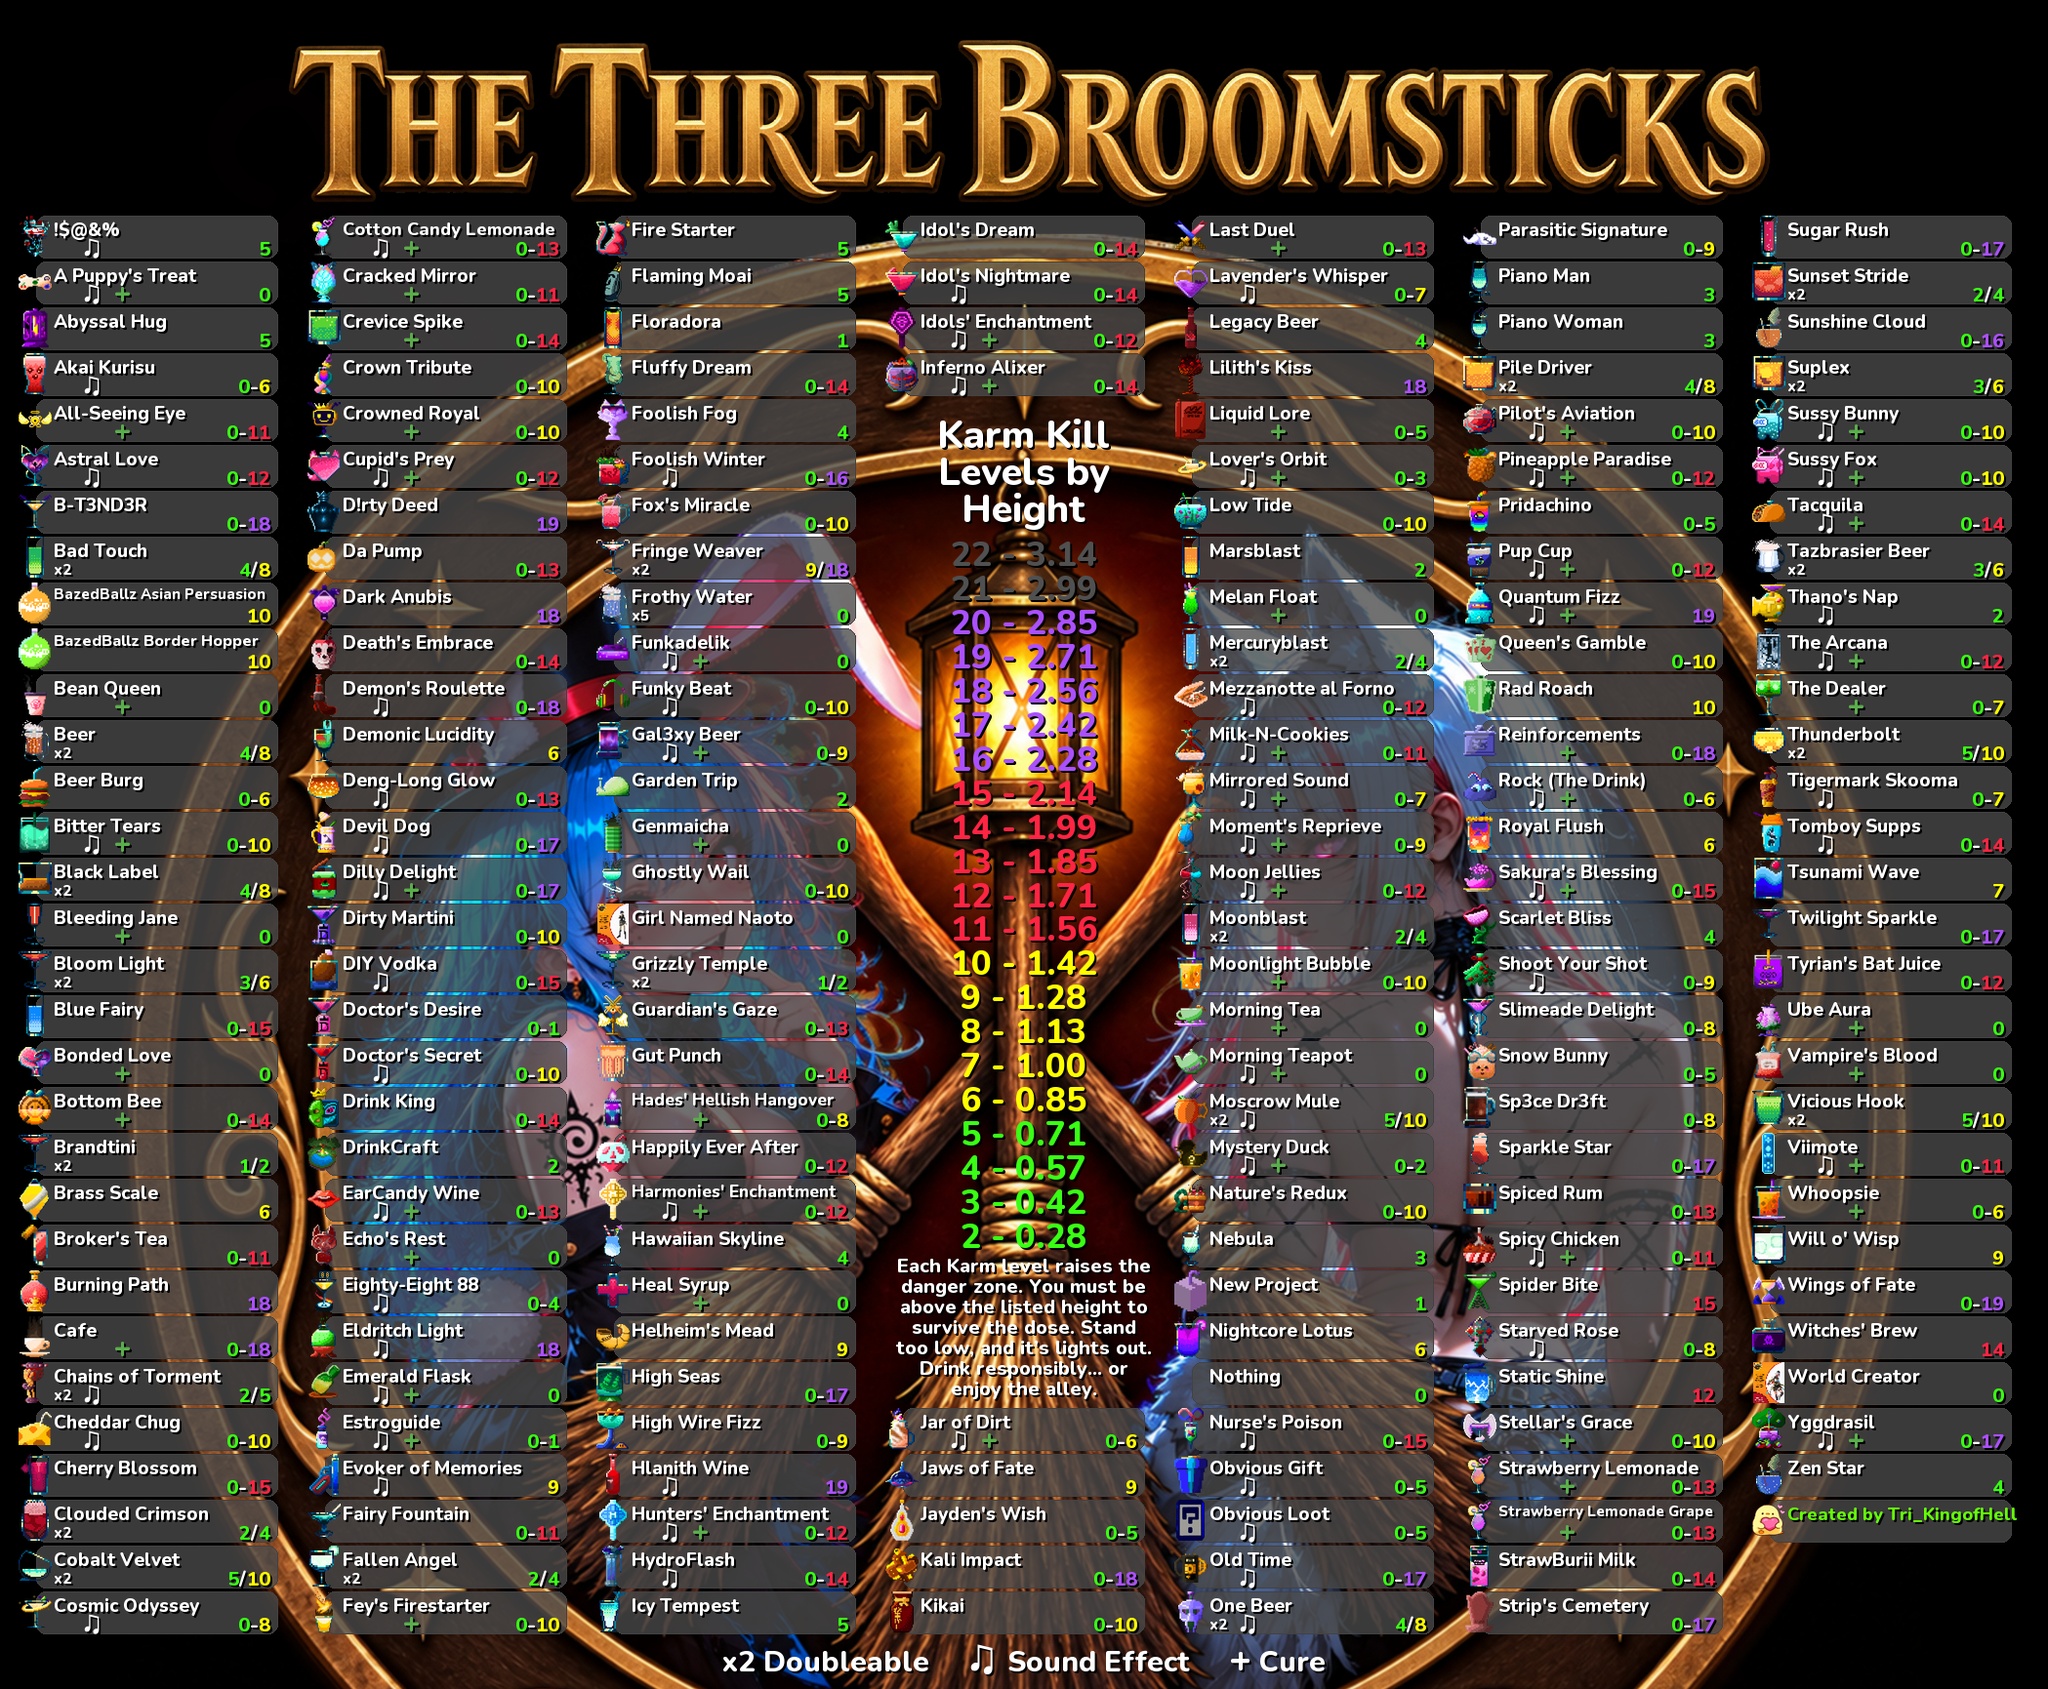 THE THREE BROOMSTICKS
!$@&%
♫ 5
A Puppy's Treat
♫ + 0
Abyssal Hug
5
Akai Kurisu
♫ 0-6
All-Seeing Eye
+ 0-11
Astral Love
♫ 0-12
B-T3ND3R
0-18
Bad Touch
x2 4/8
BazedBallz Asian Persuasion
10
BazedBallz Border Hopper
10
Bean Queen
+ 0
Beer
x2 4/8
Beer Burg
0-6
Bitter Tears
♫ + 0-10
Black Label
x2 4/8
Bleeding Jane
+ 0
Bloom Light
x2 3/6
Blue Fairy
0-15
Bonded Love
+ 0
Bottom Bee
+ 0-14
Brandtini
x2 1/2
Brass Scale
6
Broker's Tea
0-11
Burning Path
18
Cafe
+ 0-18
Chains of Torment
x2 ♫ 2/5
Cheddar Chug
♫ 0-10
Cherry Blossom
0-15
Clouded Crimson
x2 2/4
Cobalt Velvet
x2 5/10
Cosmic Odyssey
♫ 0-8
Cotton Candy Lemonade
♫ + 0-13
Cracked Mirror
+ 0-11
Crevice Spike
+ 0-14
Crown Tribute
0-10
Crowned Royal
+ 0-10
Cupid's Prey
♫ + 0-12
D!rty Deed
19
Da Pump
0-13
Dark Anubis
18
Death's Embrace
0-14
Demon's Roulette
♫ 0-18
Demonic Lucidity
6
Deng-Long Glow
♫ 0-13
Devil Dog
♫ 0-17
Dilly Delight
♫ + 0-17
Dirty Martini
0-10
DIY Vodka
♫ 0-15
Doctor's Desire
0-1
Doctor's Secret
♫ 0-10
Drink King
0-14
DrinkCraft
2
EarCandy Wine
♫ + 0-13
Echo's Rest
+ 0
Eighty-Eight 88
♫ 0-4
Eldritch Light
♫ 18
Emerald Flask
♫ + 0
Estroguide
♫ + 0-1
Evoker of Memories
♫ 9
Fairy Fountain
0-11
Fallen Angel
x2 2/4
Fey's Firestarter
+ 0-10
Fire Starter
5
Flaming Moai
5
Floradora
1
Fluffy Dream
0-14
Foolish Fog
4
Foolish Winter
♫ 0-16
Fox's Miracle
0-10
Fringe Weaver
x2 9/18
Frothy Water
x5 0
Funkadelik
♫ + 0
Funky Beat
♫ 0-10
Gal3xy Beer
♫ + 0-9
Garden Trip
2
Genmaicha
+ 0
Ghostly Wail
0-10
Girl Named Naoto
0
Grizzly Temple
x2 1/2
Guardian's Gaze
0-13
Gut Punch
0-14
Hades' Hellish Hangover
+ 0-8
Happily Ever After
0-12
Harmonies' Enchantment
♫ + 0-12
Hawaiian Skyline
4
Heal Syrup
+ 0
Helheim's Mead
9
High Seas
0-17
High Wire Fizz
0-9
Hlanith Wine
19
Hunters' Enchantment
♫ + 0-12
HydroFlash
♫ 0-14
Icy Tempest
5
Idol's Dream
0-14
Idol's Nightmare
♫ 0-14
Idols' Enchantment
♫ + 0-12
Inferno Alixer
♫ + 0-14
Karm Kill
Levels by
Height
22 - 3.14
21 - 2.99
20 - 2.85
19 - 2.71
18 - 2.56
17 - 2.42
16 - 2.28
15 - 2.14
14 - 1.99
13 - 1.85
12 - 1.71
11 - 1.56
10 - 1.42
9 - 1.28
8 - 1.13
7 - 1.00
6 - 0.85
5 - 0.71
4 - 0.57
3 - 0.42
2 - 0.28
Each Karm level raises the
danger zone. You must be
above the listed height to
survive the dose. Stand
too low, and it's lights out.
Drink responsibly... or
enjoy the alley.
Jar of Dirt
♫ + 0-6
Jaws of Fate
9
Jayden's Wish
0-5
Kali Impact
0-18
Kikai
0-10
Last Duel
+ 0-13
Lavender's Whisper
♫ 0-7
Legacy Beer
4
Lilith's Kiss
18
Liquid Lore
+ 0-5
Lover's Orbit
♫ + 0-3
Low Tide
0-10
Marsblast
2
Melan Float
+ 0
Mercuryblast
x2 2/4
Mezzanotte al Forno
♫ 0-12
Milk-N-Cookies
♫ + 0-11
Mirrored Sound
♫ + 0-7
Moment's Reprieve
♫ + 0-9
Moon Jellies
♫ + 0-12
Moonblast
x2 2/4
Moonlight Bubble
+ 0-10
Morning Tea
+ 0
Morning Teapot
♫ + 0
Moscrow Mule
x2 ♫ 5/10
Mystery Duck
♫ + 0-2
Nature's Redux
0-10
Nebula
3
New Project
1
Nightcore Lotus
6
Nothing
0
Nurse's Poison
♫ 0-15
Obvious Gift
♫ 0-5
Obvious Loot
♫ 0-5
Old Time
♫ 0-17
One Beer
x2 ♫ 4/8
Parasitic Signature
0-9
Piano Man
3
Piano Woman
3
Pile Driver
x2 4/8
Pilot's Aviation
♫ + 0-10
Pineapple Paradise
♫ + 0-12
Pridachino
0-5
Pup Cup
♫ + 0-12
Quantum Fizz
♫ + 19
Queen's Gamble
0-10
Rad Roach
10
Reinforcements
+ 0-18
Rock (The Drink)
♫ + 0-6
Royal Flush
6
Sakura's Blessing
♫ + 0-15
Scarlet Bliss
4
Shoot Your Shot
♫ 0-9
Slimeade Delight
0-8
Snow Bunny
0-5
Sp3ce Dr3ft
0-8
Sparkle Star
0-17
Spiced Rum
0-13
Spicy Chicken
♫ + 0-11
Spider Bite
15
Starved Rose
♫ 0-8
Static Shine
12
Stellar's Grace
+ 0-10
Strawberry Lemonade
+ 0-13
Strawberry Lemonade Grape
+ 0-13
StrawBurii Milk
0-14
Strip's Cemetery
0-17
Sugar Rush
0-17
Sunset Stride
x2 2/4
Sunshine Cloud
0-16
Suplex
x2 3/6
Sussy Bunny
♫ + 0-10
Sussy Fox
♫ + 0-10
Tacquila
♫ + 0-14
Tazbrasier Beer
x2 3/6
Thano's Nap
2
The Arcana
♫ + 0-12
The Dealer
+ 0-7
Thunderbolt
x2 5/10
Tigermark Skooma
♫ 0-7
Tomboy Supps
♫ 0-14
Tsunami Wave
7
Twilight Sparkle
0-17
Tyrian's Bat Juice
0-12
Ube Aura
+ 0
Vampire's Blood
+ 0
Vicious Hook
x2 5/10
Viimote
♫ + 0-11
Whoopsie
+ 0-6
Will o' Wisp
9
Wings of Fate
0-19
Witches' Brew
14
World Creator
0
Yggdrasil
♫ + 0-17
Zen Star
4
Created by Tri_KingofHell
x2 Doubleable ♫ Sound Effect + Cure